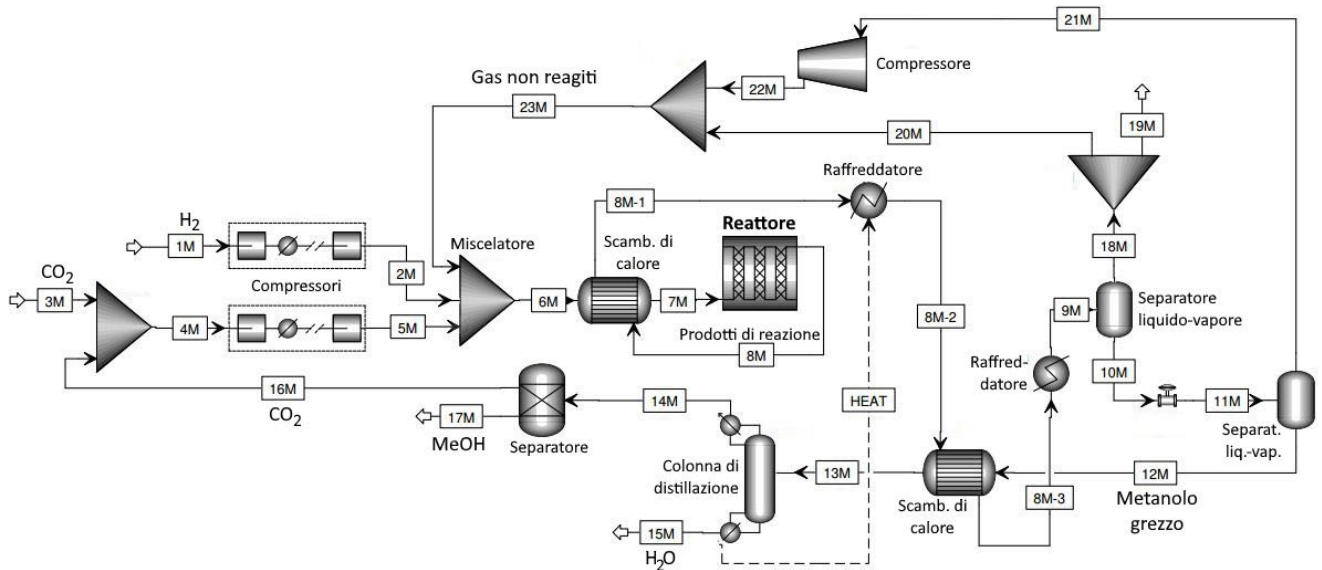 21M
Compressore
Gas non reagiti
22M
23M
19M
20M
Raffreddatore
8M-1
Reattore
H2
Scamb. di
calore
Miscelatore
18M
1M
CO2
2M
Compressori
3M
6M
7M
Separatore
liquido-vapore
9M
4M
5M
8M-2
Prodotti di reazione
8M
Raffred-
datore
10M
16M
CO2
14M
HEAT
11M
17M
MeOH
Separatore
Separat.
liq.-vap.
Colonna di
distillazione
13M
12M
Scamb. di
calore
8M-3
Metanolo
grezzo
15M
H2O